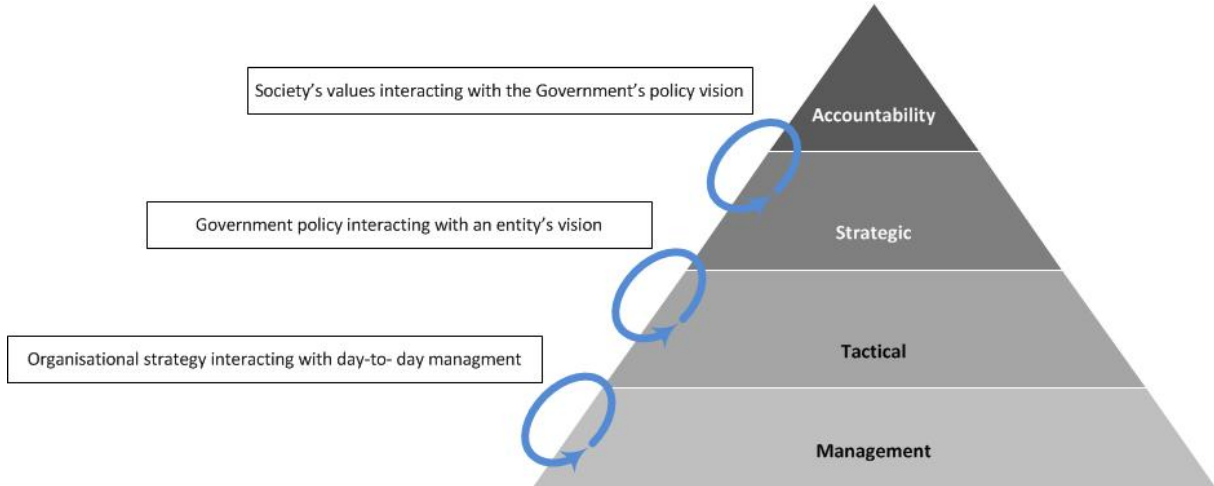 Society's values interacting with the Government's policy vision
Accountability
Government policy interacting with an entity's vision
Strategic
Organisational strategy interacting with day-to- day managment
Tactical
Management